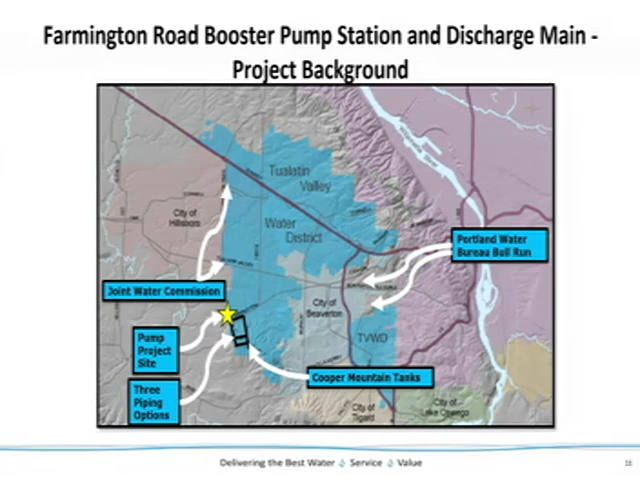 Farmington Road Booster Pump Station and Discharge Main -
Project Background
Tualatin
Valley
Water
District
City of
Hillsboro
Portland Water
Bureau Bull Run
Joint Water Commission
City of
Beaverton
Pump
Project
Site
TVWD
Three
Piping
Options
Cooper Mountain Tanks
City of
Tigard
City of
Lake Oswego
Delivering the Best Water Service Value
18